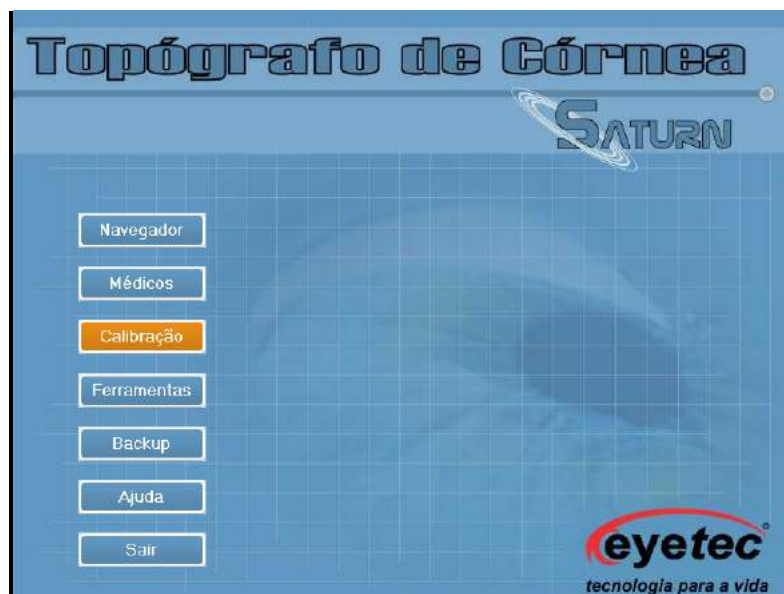 Topógrafo de Córnea
SATURN
Navegador
Médicos
Calibração
Ferramentas
Backup
Ajuda
Sair
eyetec
tecnologia para a vida